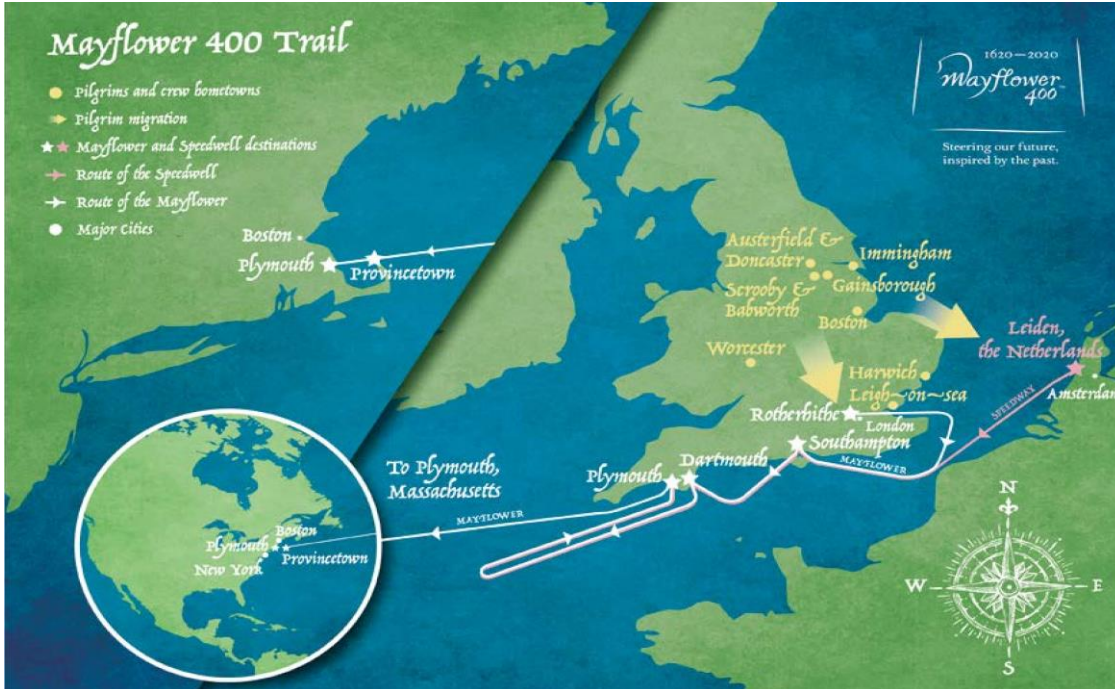 Mayflower 400 Trail
Pilgrims and crew hometowns
Pilgrim migration
Mayflower and Speedwell destinations
Route of the Speedwell
Route of the Mayflower
Major Cities
1620—2020
Mayflower
400
Steering our future,
inspired by the past.
Boston
Plymouth
Provincetown
Austerfield &
Doncaster
Immingham
Scrooby &
Babworth
Gainsborough
Boston
Worcester
Harwich
Leigh~on~sea
Leiden,
the Netherlands
Amsterdam
SPEEDWAY
Rotherhithe
London
Southampton
MAYFLOWER
Dartmouth
Plymouth
To Plymouth,
Massachusetts
MAYFLOWER
Boston
Plymouth
Provincetown
New York
N
W
E
S